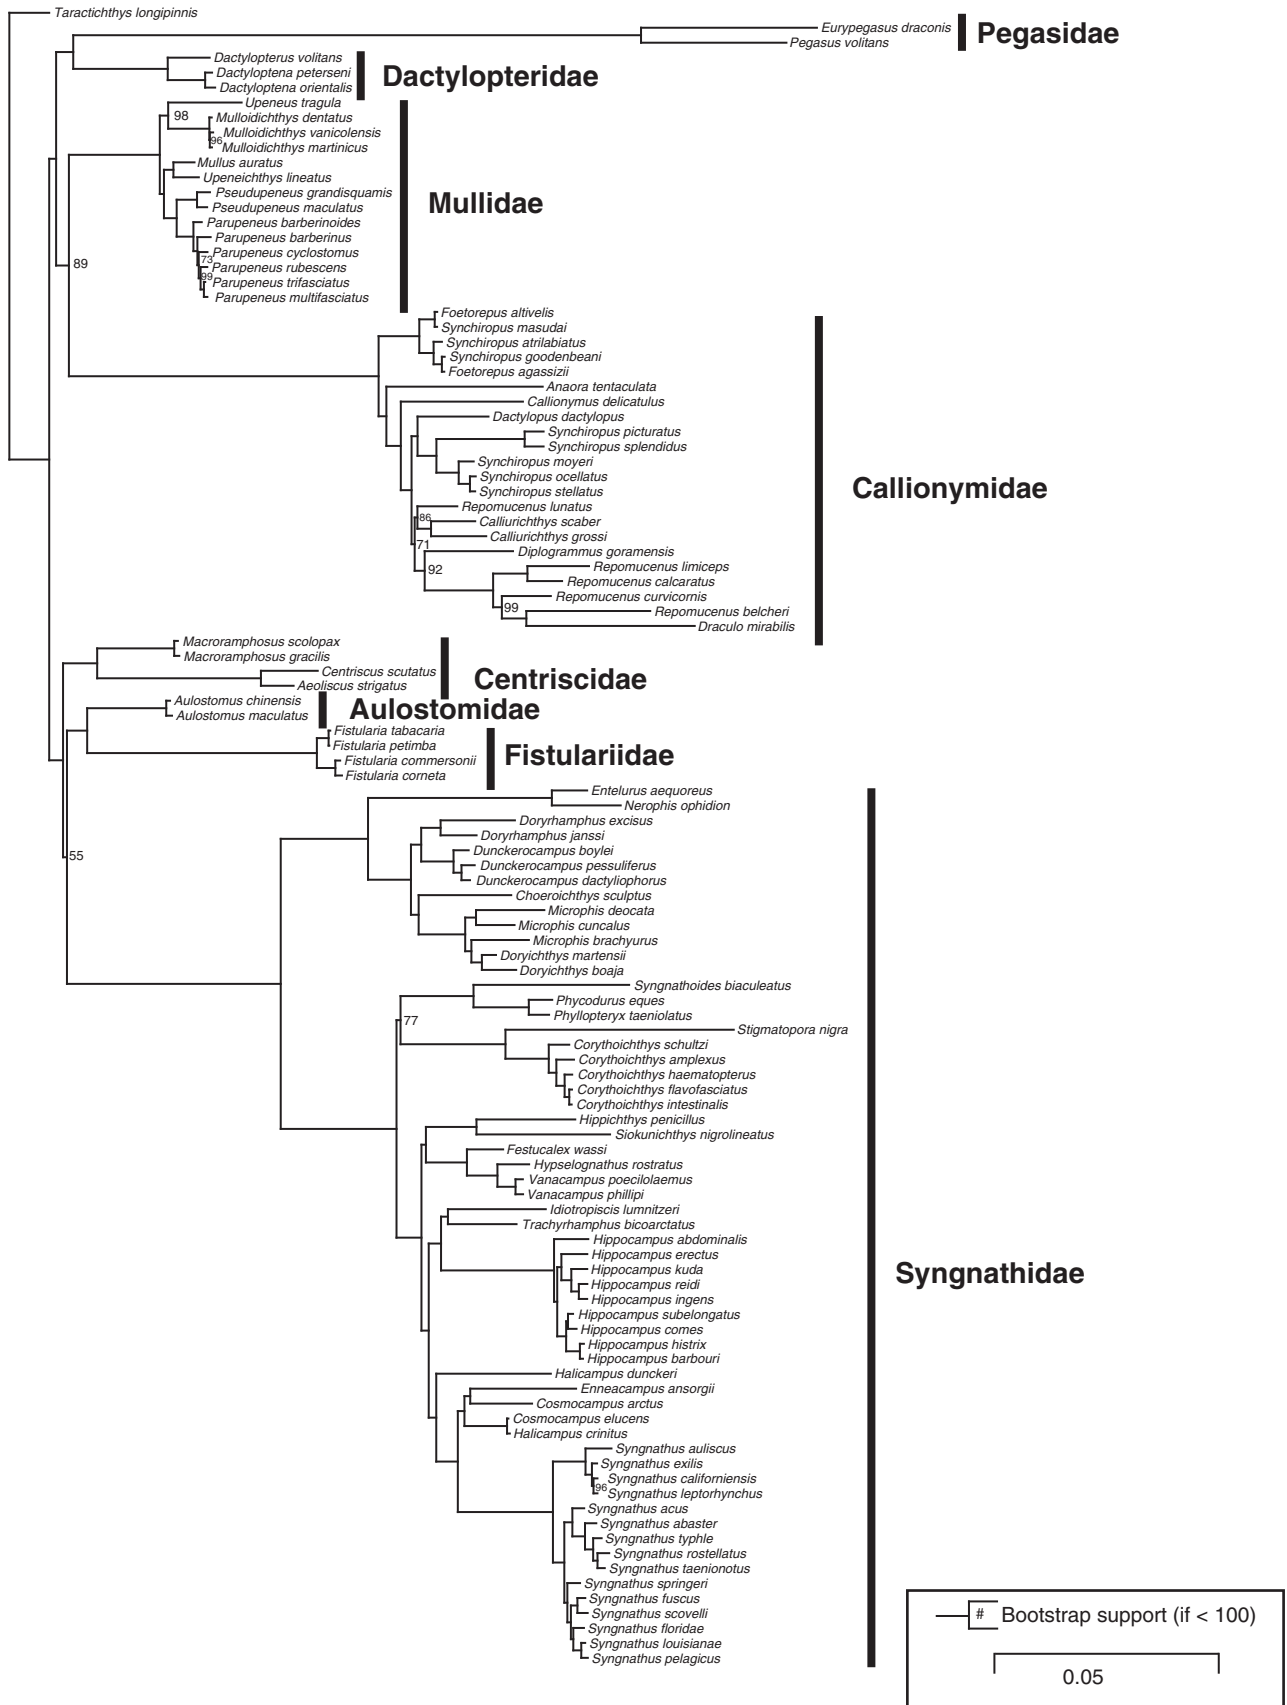 Taractichthys longipinnis
Eurypegasus draconis
Pegasus volitans
Pegasidae
Dactylopterus volitans
Dactyloptena peterseni
Dactyloptena orientalis
Dactylopteridae
Upeneus tragula
98
Mulloidichthys dentatus
Mulloidichthys vanicolensis
96
Mulloidichthys martinicus
Mullus auratus
Upeneichthys lineatus
Pseudupeneus grandisquamis
Pseudupeneus maculatus
Mullidae
Parupeneus barberinoides
Parupeneus barberinus
Parupeneus cyclostomus
73
89
Parupeneus rubescens
99
Parupeneus trifasciatus
Parupeneus multifasciatus
Foetorepus altivelis
Synchiropus masudai
Synchiropus atrilabiatus
Synchiropus goodenbeani
Foetorepus agassizii
Anaora tentaculata
Callionymus delicatulus
Dactylopus dactylopus
Synchiropus picturatus
Synchiropus splendidus
Synchiropus moyeri
Synchiropus ocellatus
Synchiropus stellatus
Callionymidae
Repomucenus lunatus
86
Calliurichthys scaber
Calliurichthys grossi
71
Diplogrammus goramensis
92
Repomucenus limiceps
Repomucenus calcaratus
Repomucenus curvicornis
99
Repomucenus belcheri
Draculo mirabilis
Macroramphosus scolopax
Macroramphosus gracilis
Centriscus scutatus
Aeoliscus strigatus
Centriscidae
Aulostomus chinensis
Aulostomus maculatus
Aulostomidae
Fistularia tabacaria
Fistularia petimba
Fistularia commersonii
Fistularia corneta
Fistulariidae
Entelurus aequoreus
Nerophis ophidion
Doryrhamphus excisus
Doryrhamphus janssi
Dunckerocampus boylei
55
Dunckerocampus pessuliferus
Dunckerocampus dactyliophorus
Choeroichthys sculptus
Microphis deocata
Microphis cuncalus
Microphis brachyurus
Doryichthys martensii
Doryichthys boaja
Syngnathoides biaculeatus
Phycodurus eques
Phyllopteryx taeniolatus
77
Stigmatopora nigra
Corythoichthys schultzi
Corythoichthys amplexus
Corythoichthys haematopterus
Corythoichthys flavofasciatus
Corythoichthys intestinalis
Hippichthys penicillus
Siokunichthys nigrolineatus
Festucalex wassi
Hypselognathus rostratus
Vanacampus poecilolaemus
Vanacampus phillipi
Idiotropiscis lumnitzeri
Trachyrhamphus bicoarctatus
Hippocampus abdominalis
Hippocampus erectus
Hippocampus kuda
Syngnathidae
Hippocampus reidi
Hippocampus ingens
Hippocampus subelongatus
Hippocampus comes
Hippocampus histrix
Hippocampus barbouri
Halicampus dunckeri
Enneacampus ansorgii
Cosmocampus arctus
Cosmocampus elucens
Halicampus crinitus
Syngnathus auliscus
Syngnathus exilis
Syngnathus californiensis
96
Syngnathus leptorhynchus
Syngnathus acus
Syngnathus abaster
Syngnathus typhle
Syngnathus rostellatus
Syngnathus taenionotus
Syngnathus springeri
Syngnathus fuscus
Syngnathus scovelli
Syngnathus floridae
Syngnathus louisianae
Syngnathus pelagicus
# Bootstrap support (if < 100)
0.05